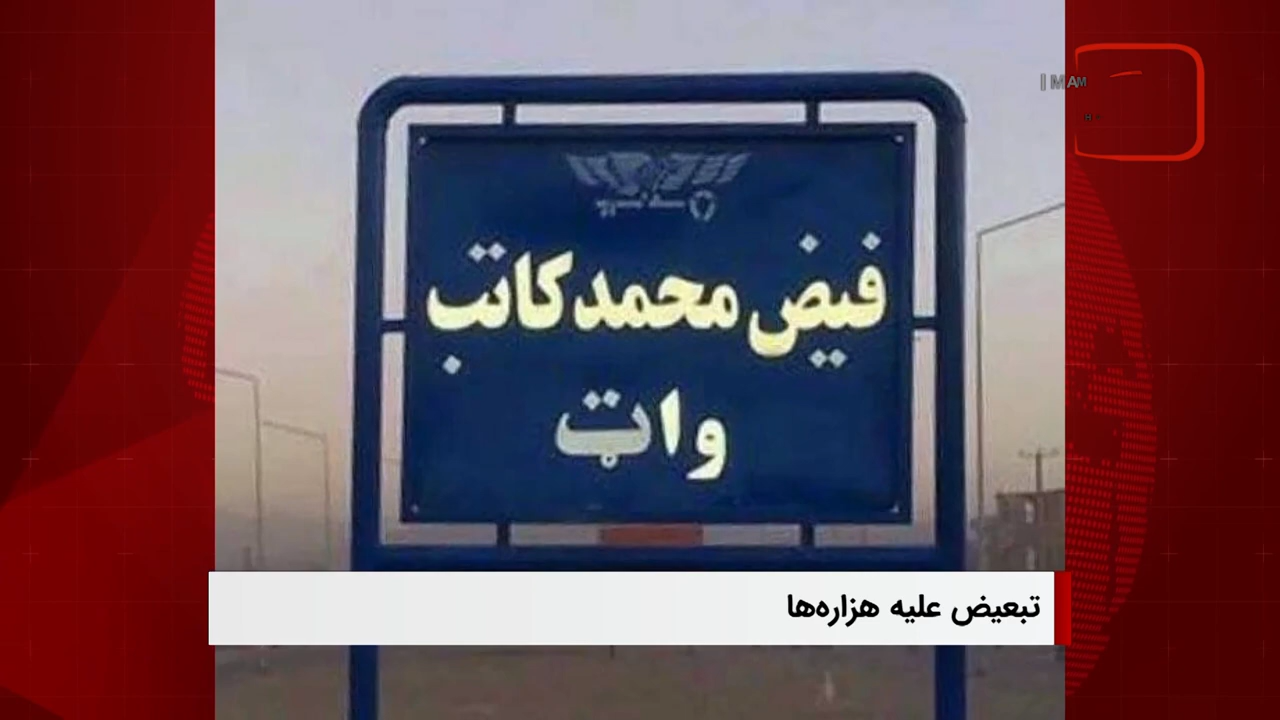 فیض محمد کاتب
واټ
تبعیض علیه هزاره‌ها